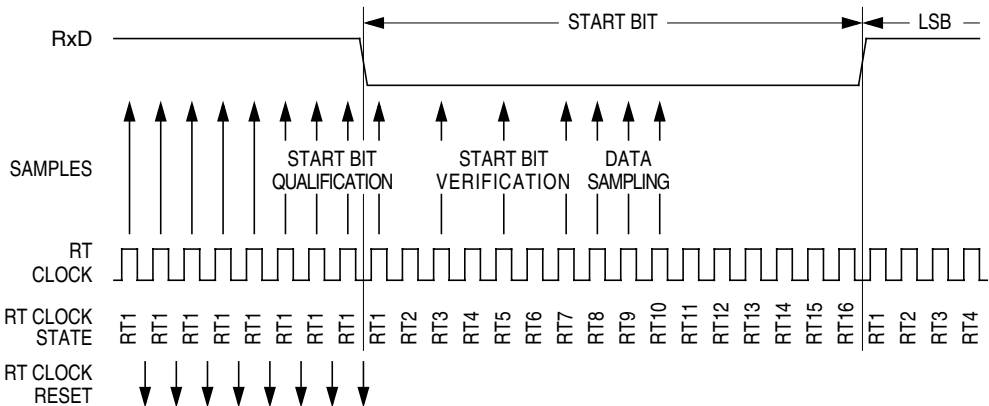 START BIT
LSB
RxD
SAMPLES
START BIT
QUALIFICATION
START BIT
VERIFICATION
DATA
SAMPLING
RT
CLOCK
RT CLOCK
STATE
RT1 RT1 RT1 RT1 RT1 RT1 RT1 RT1 RT1 RT2 RT3 RT4 RT5 RT6 RT7 RT8 RT9 RT10 RT11 RT12 RT13 RT14 RT15 RT16 RT1 RT2 RT3 RT4
RT CLOCK
RESET